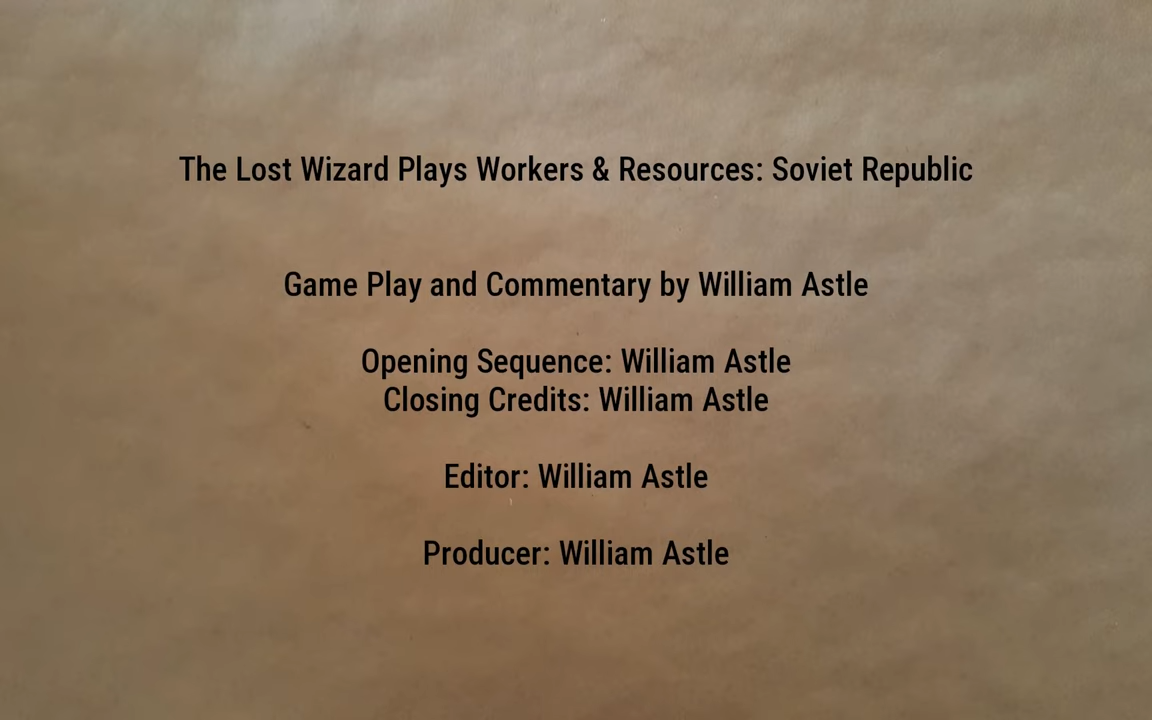 The Lost Wizard Plays Workers & Resources: Soviet Republic
Game Play and Commentary by William Astle
Opening Sequence: William Astle
Closing Credits: William Astle
Editor: William Astle
Producer: William Astle